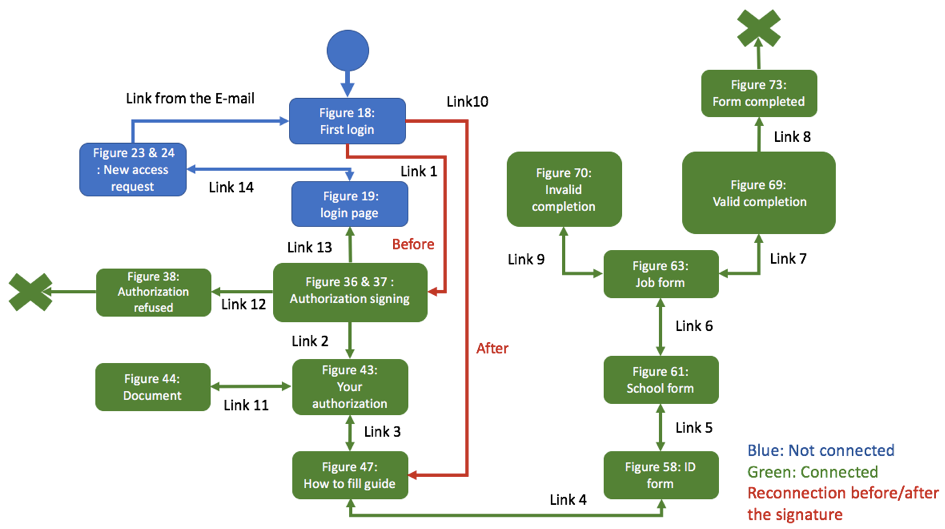 Link from the E-mail
Link10
Figure 18:
First login
Figure 23 & 24
: New access
request
Link 14
Link 1
Figure 19:
login page
Link 13
Before
Figure 38:
Authorization
refused
Link 12
Figure 36 & 37 :
Authorization signing
Link 2
After
Figure 44:
Document
Link 11
Figure 43:
Your
authorization
Link 3
Figure 47:
How to fill guide
Link 4
Figure 73:
Form completed
Link 8
Figure 70:
Invalid
completion
Figure 69:
Valid completion
Link 9
Link 7
Figure 63:
Job form
Link 6
Figure 61:
School form
Link 5
Figure 58: ID
form
Blue: Not connected
Green: Connected
Reconnection before/after
the signature